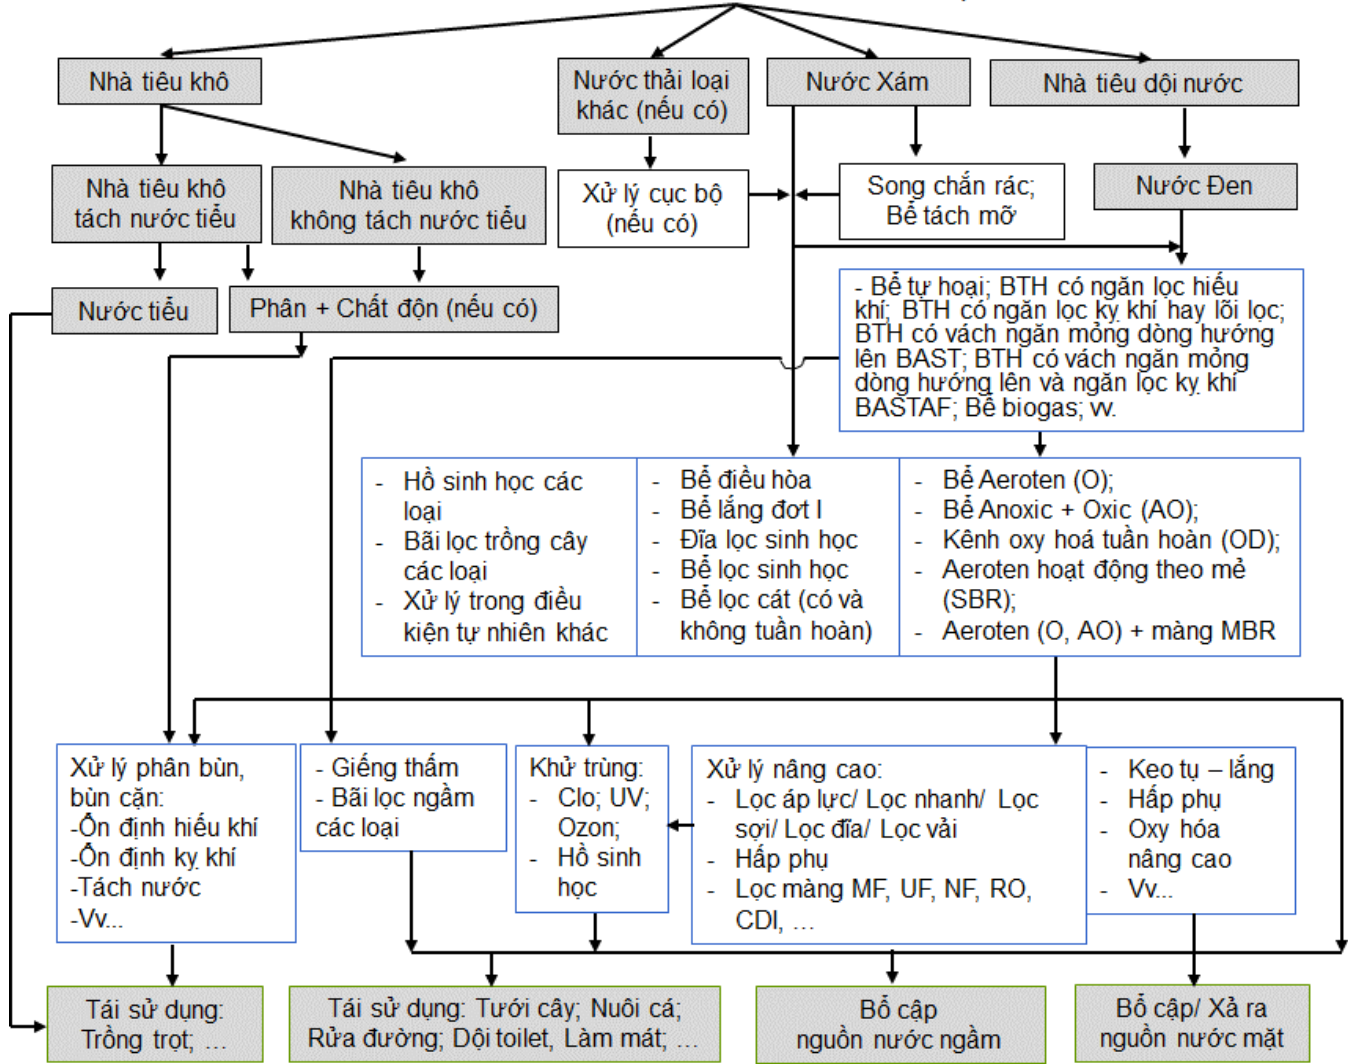 Nhà tiêu khô
Nước thải loại
khác (nếu có)
Nước Xám
Nhà tiêu dội nước
Nhà tiêu khô
tách nước tiểu
Nhà tiêu khô
không tách nước tiểu
Xử lý cục bộ
(nếu có)
Song chắn rác;
Bể tách mỡ
Nước Đen
Nước tiểu
Phân + Chất độn (nếu có)
- Bể tự hoại; BTH có ngăn lọc hiếu
khí; BTH có ngăn lọc kỵ khí hay lõi lọc;
BTH có vách ngăn mỏng dòng hướng
lên BAST; BTH có vách ngăn mỏng
dòng hướng lên và ngăn lọc kỵ khí
BASTAF; Bể biogas; vv.
- Hồ sinh học các
loại
- Bãi lọc trồng cây
các loại
- Xử lý trong điều
kiện tự nhiên khác
- Bể điều hòa
- Bể lắng đợt I
- Đĩa lọc sinh học
- Bể lọc sinh học
- Bể lọc cát (có và
không tuần hoàn)
- Bể Aeroten (O);
- Bể Anoxic + Oxic (AO);
- Kênh oxy hoá tuần hoàn (OD);
- Aeroten hoạt động theo mẻ
(SBR);
- Aeroten (O, AO) + màng MBR
Xử lý phân bùn,
bùn cặn:
-Ổn định hiếu khí
-Ổn định kỵ khí
-Tách nước
-Vv...
- Giếng thấm
- Bãi lọc ngầm
các loại
Khử trùng:
- Clo; UV;
Ozon;
- Hồ sinh
học
Xử lý nâng cao:
- Lọc áp lực/ Lọc nhanh/ Lọc
sợi/ Lọc đĩa/ Lọc vải
- Hấp phụ
- Lọc màng MF, UF, NF, RO,
CDI, ...
- Keo tụ – lắng
- Hấp phụ
- Oxy hóa
nâng cao
- Vv...
Tái sử dụng:
Trồng trọt; ...
Tái sử dụng: Tưới cây; Nuôi cá;
Rửa đường; Dội toilet, Làm mát; ...
Bổ cập
nguồn nước ngầm
Bổ cập/ Xả ra
nguồn nước mặt